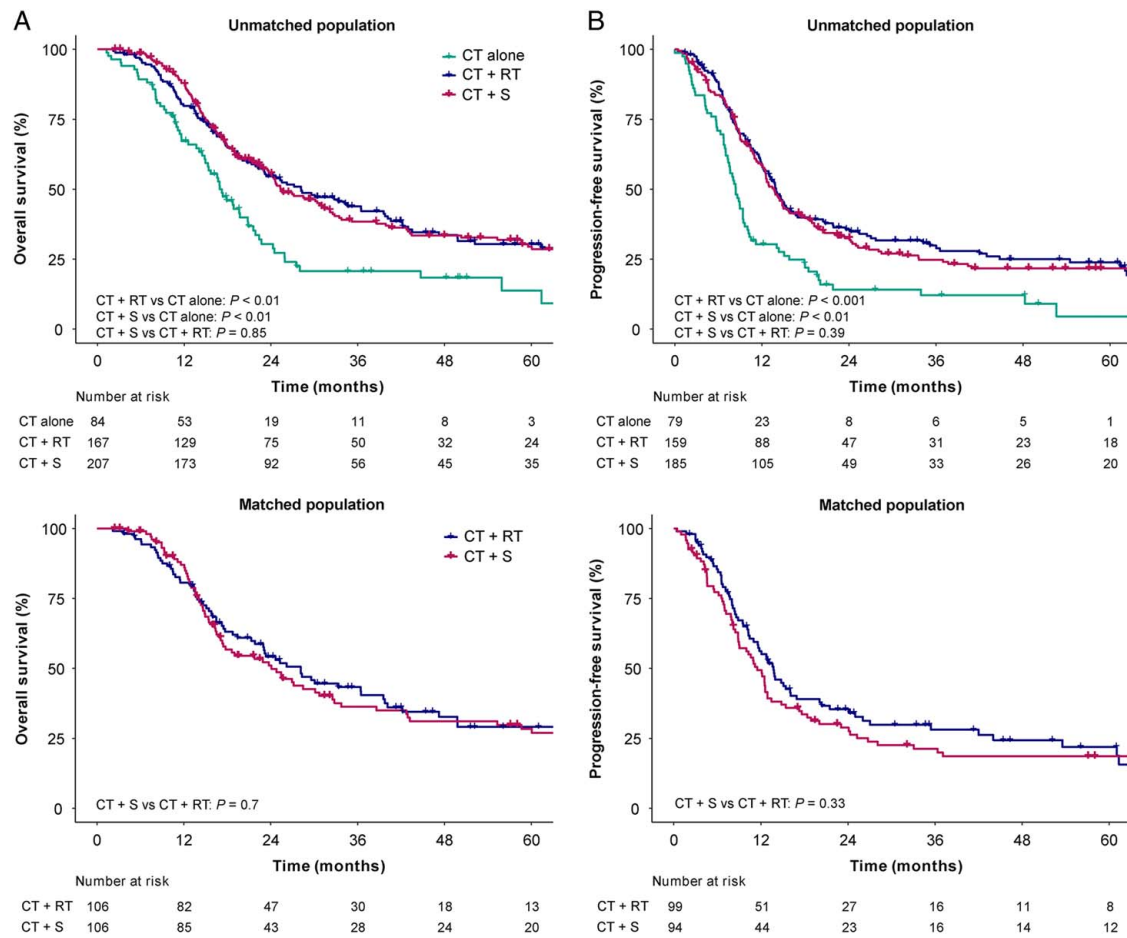 A
Unmatched population
CT alone
CT + RT
CT + S
Overall survival (%)
100
75
50
25
0
CT + RT vs CT alone: P < 0.01
CT + S vs CT alone: P < 0.01
CT + S vs CT + RT: P = 0.85
0 12 24 36 48 60
Time (months)
Number at risk
CT alone 84 53 19 11 8 3
CT + RT 167 129 75 50 32 24
CT + S 207 173 92 56 45 35
B
Unmatched population
Progression-free survival (%)
100
75
50
25
0
CT + RT vs CT alone: P < 0.001
CT + S vs CT alone: P < 0.01
CT + S vs CT + RT: P = 0.39
0 12 24 36 48 60
Time (months)
Number at risk
CT alone 79 23 8 6 5 1
CT + RT 159 88 47 31 23 18
CT + S 185 105 49 33 26 20
Matched population
CT + RT
CT + S
Overall survival (%)
100
75
50
25
0
CT + S vs CT + RT: P = 0.7
0 12 24 36 48 60
Time (months)
Number at risk
CT + RT 106 82 47 30 18 13
CT + S 106 85 43 28 24 20
Matched population
Progression-free survival (%)
100
75
50
25
0
CT + S vs CT + RT: P = 0.33
0 12 24 36 48 60
Time (months)
Number at risk
CT + RT 99 51 27 16 11 8
CT + S 94 44 23 16 14 12